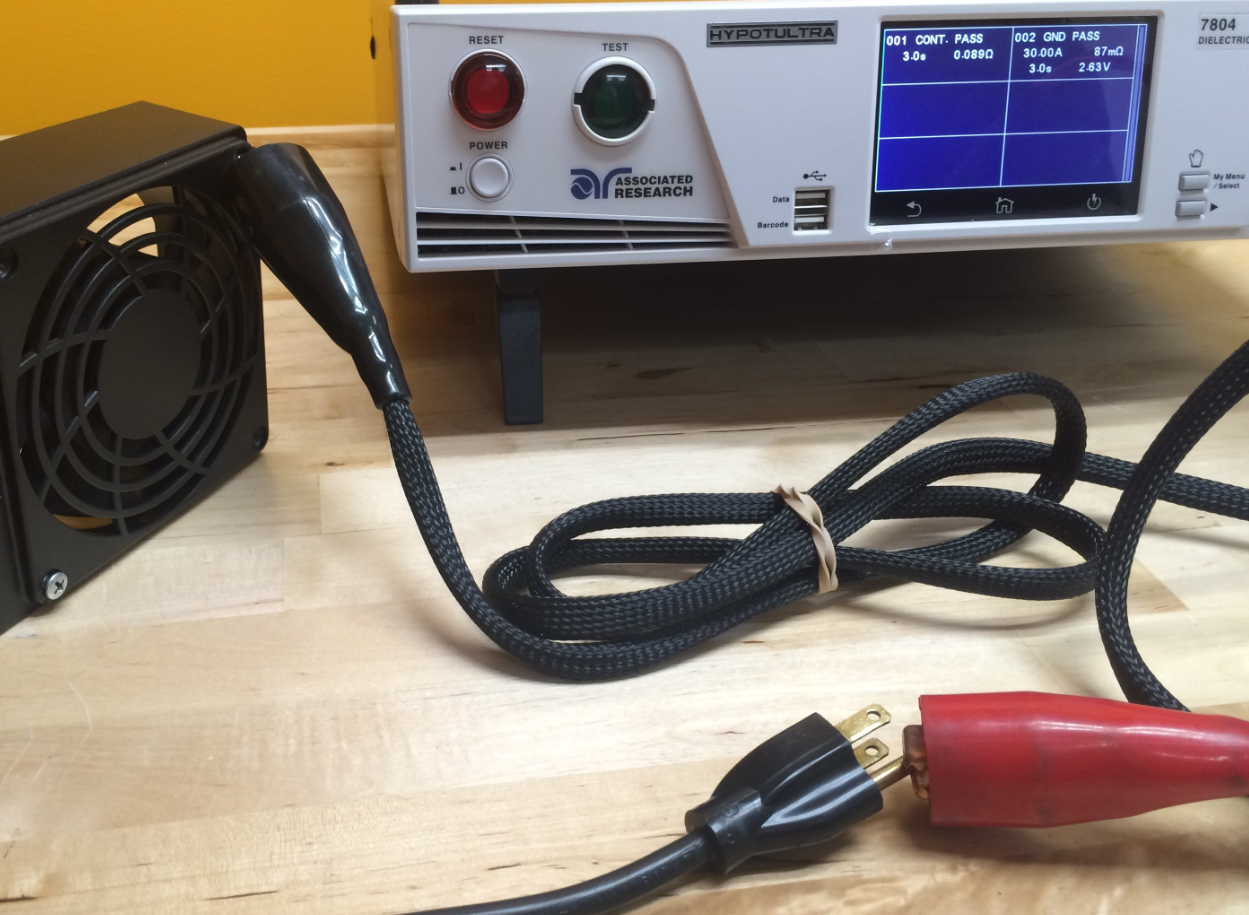 RESET
TEST
POWER
I
O
ar ASSOCIATED
RESEARCH
HYPOTULTRA
Data
Barcode
001 CONT. PASS
3.0s 0.089Ω
002 GND PASS
30.00A 87mΩ
3.0s 2.63V
7804
DIELECTRIC
My Menu
/ Select